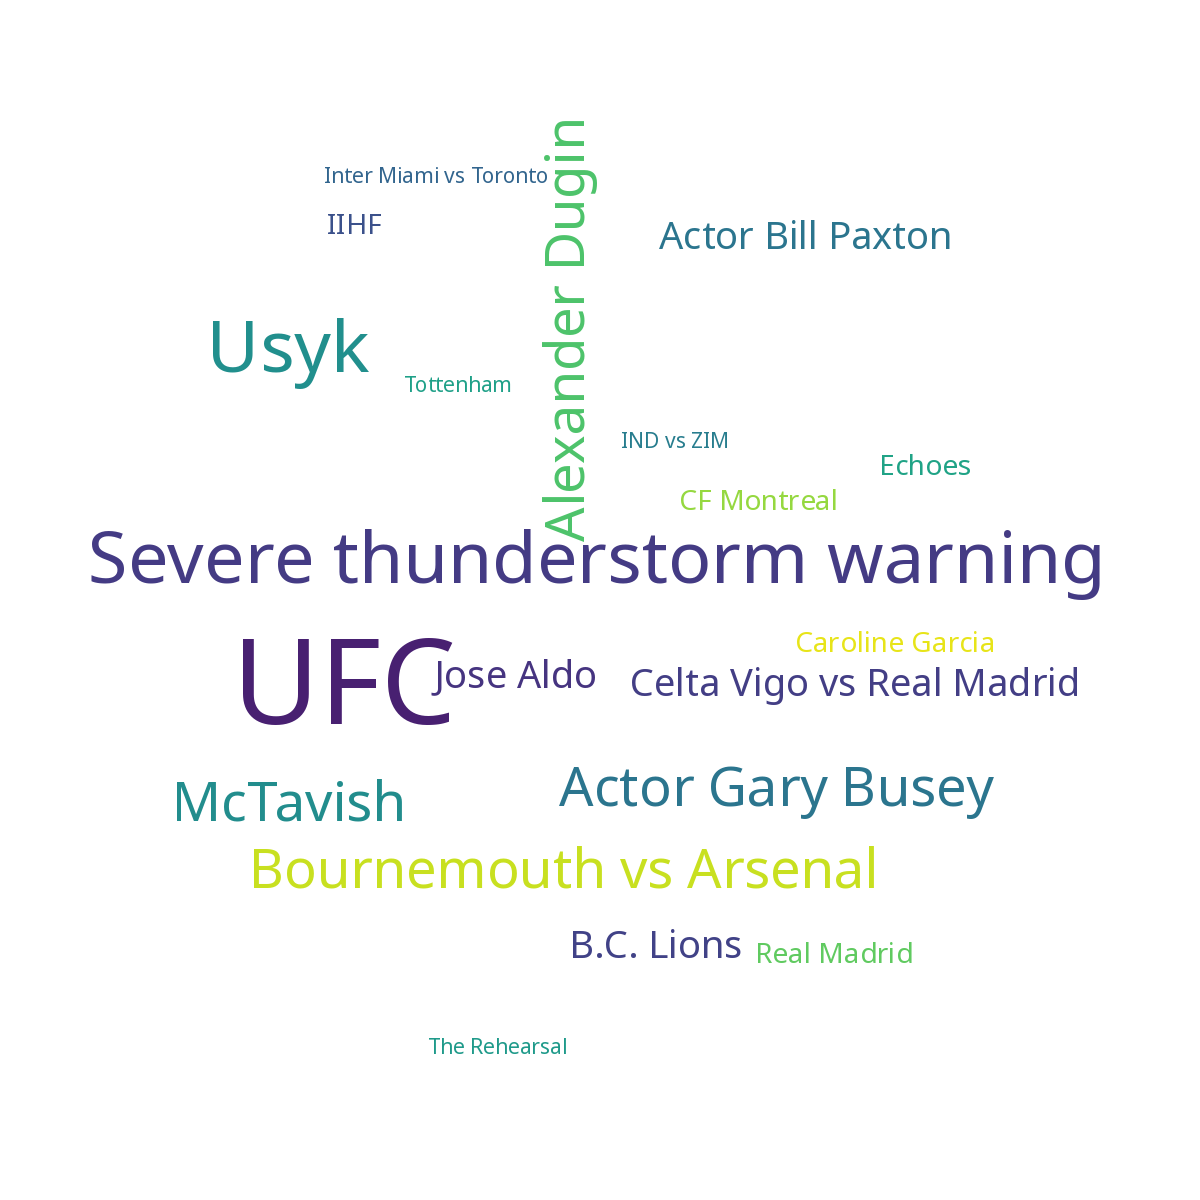 Alexander Dugin
Inter Miami vs Toronto
IIHF
Actor Bill Paxton
Usyk
Tottenham
IND vs ZIM
Echoes
CF Montreal
Severe thunderstorm warning
UFC
Caroline Garcia
Jose Aldo
Celta Vigo vs Real Madrid
McTavish
Actor Gary Busey
Bournemouth vs Arsenal
B.C. Lions
Real Madrid
The Rehearsal